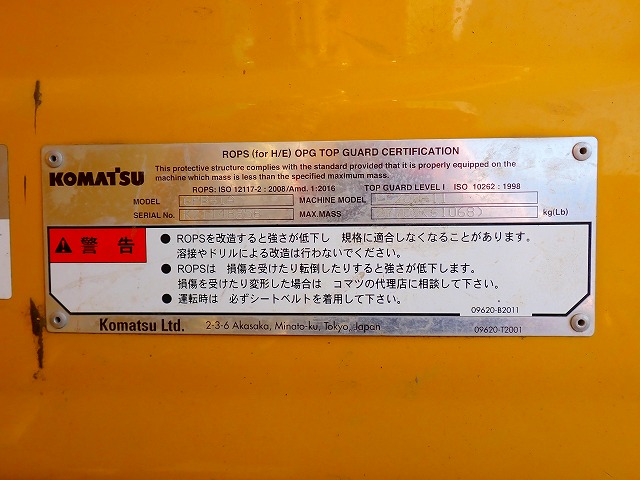 ROPS (for H/E) OPG TOP GUARD CERTIFICATION
KOMATSU
This protective structure complies with the standard provided that it is properly equipped on the
machine which mass is less than the specified maximum mass.
ROPS: ISO 12117-2 : 2008/Amd. 1:2016 TOP GUARD LEVEL I ISO 10262 : 1998
MODEL MACHINE MODEL
SERIAL No. MAX.MASS kg(Lb)
警告
● ROPSを改造すると強さが低下し 規格に適合しなくなることがあります。
溶接やドリルによる改造は行わないでください。
● ROPSは 損傷を受けたり転倒したりすると強さが低下します。
損傷を受けたり変形した場合は コマツの代理店に相談して下さい。
● 運転時は 必ずシートベルトを着用して下さい。
09620-B2011
Komatsu Ltd. 2-3-6 Akasaka, Minato-ku, Tokyo, Japan 09620-T2001